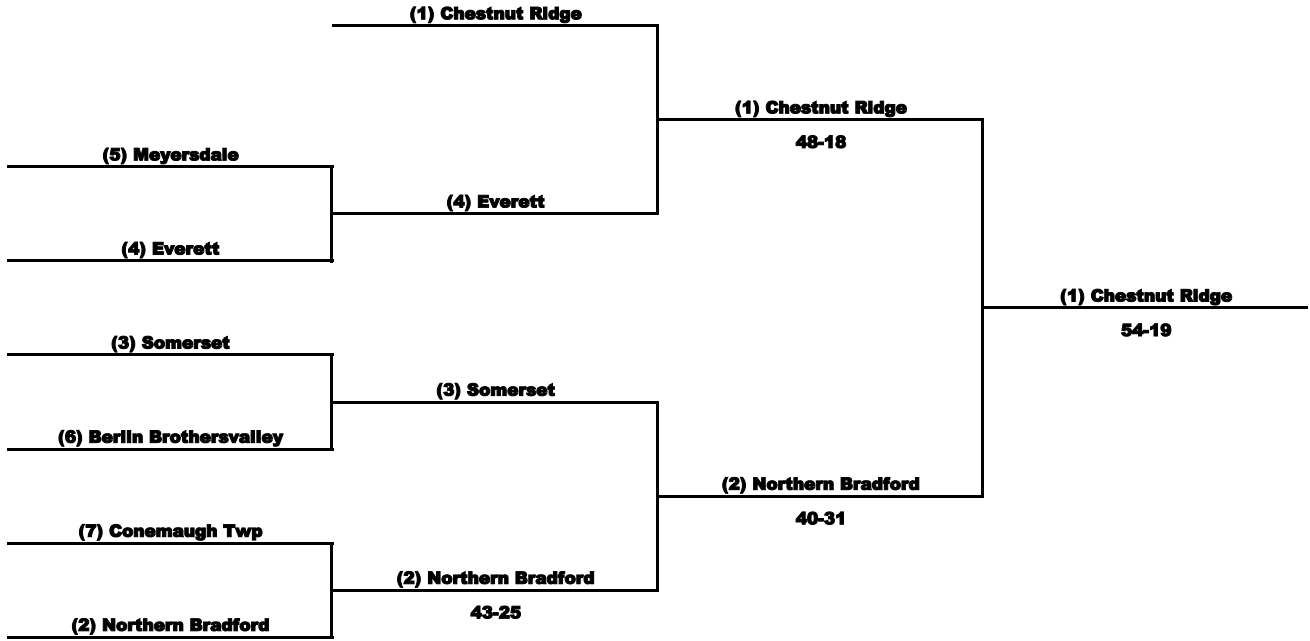 (1) Chestnut Ridge
(1) Chestnut Ridge
48-18
(5) Meyersdale
(4) Everett
(4) Everett
(1) Chestnut Ridge
54-19
(3) Somerset
(3) Somerset
(6) Berlin Brothersvalley
(2) Northern Bradford
40-31
(7) Conemaugh Twp
(2) Northern Bradford
43-25
(2) Northern Bradford